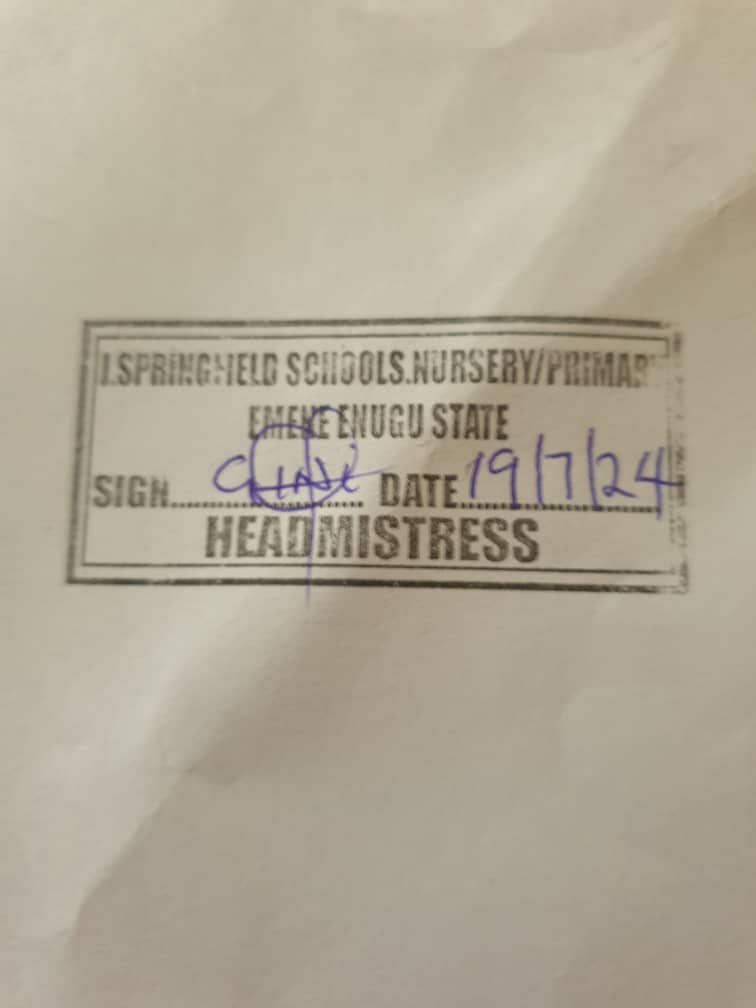 I.SPRINGFIELD SCHOOLS.NURSERY/PRIMARY
EMENE ENUGU STATE
SIGN.................... DATE 19/7/24
HEADMISTRESS